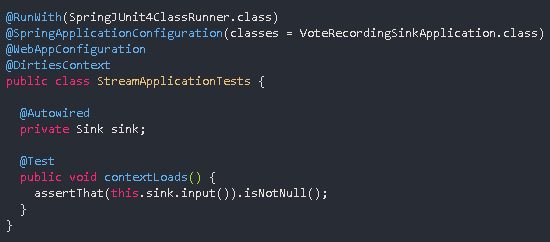 @RunWith(SpringJUnit4ClassRunner.class)
@SpringApplicationConfiguration(classes = VoteRecordingSinkApplication.class)
@WebAppConfiguration
@DirtiesContext
public class StreamApplicationTests {

  @Autowired
  private Sink sink;

  @Test
  public void contextLoads() {
    assertThat(this.sink.input()).isNotNull();
  }
}